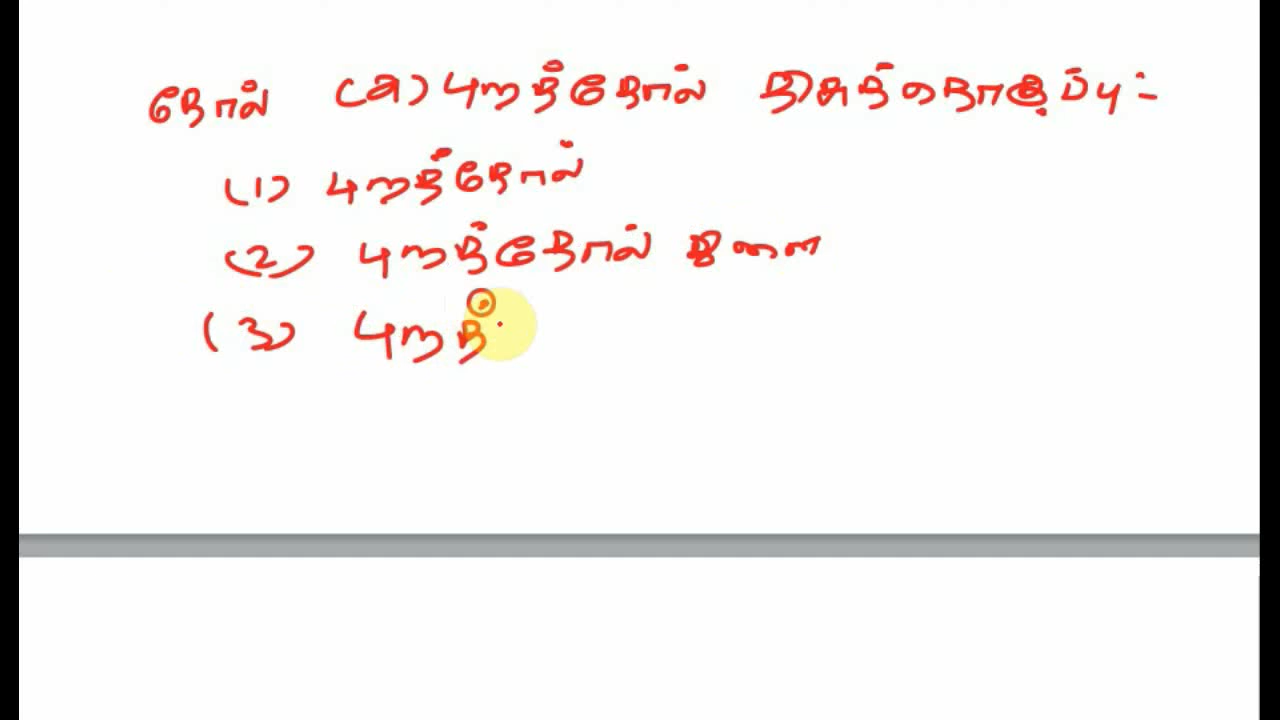 தோல் (அ) புறத்தோல் திசுத்தொகுப்பு :-
(1) புறத்தோல்
(2) புறத்தோல் துளை
(3) புறத்